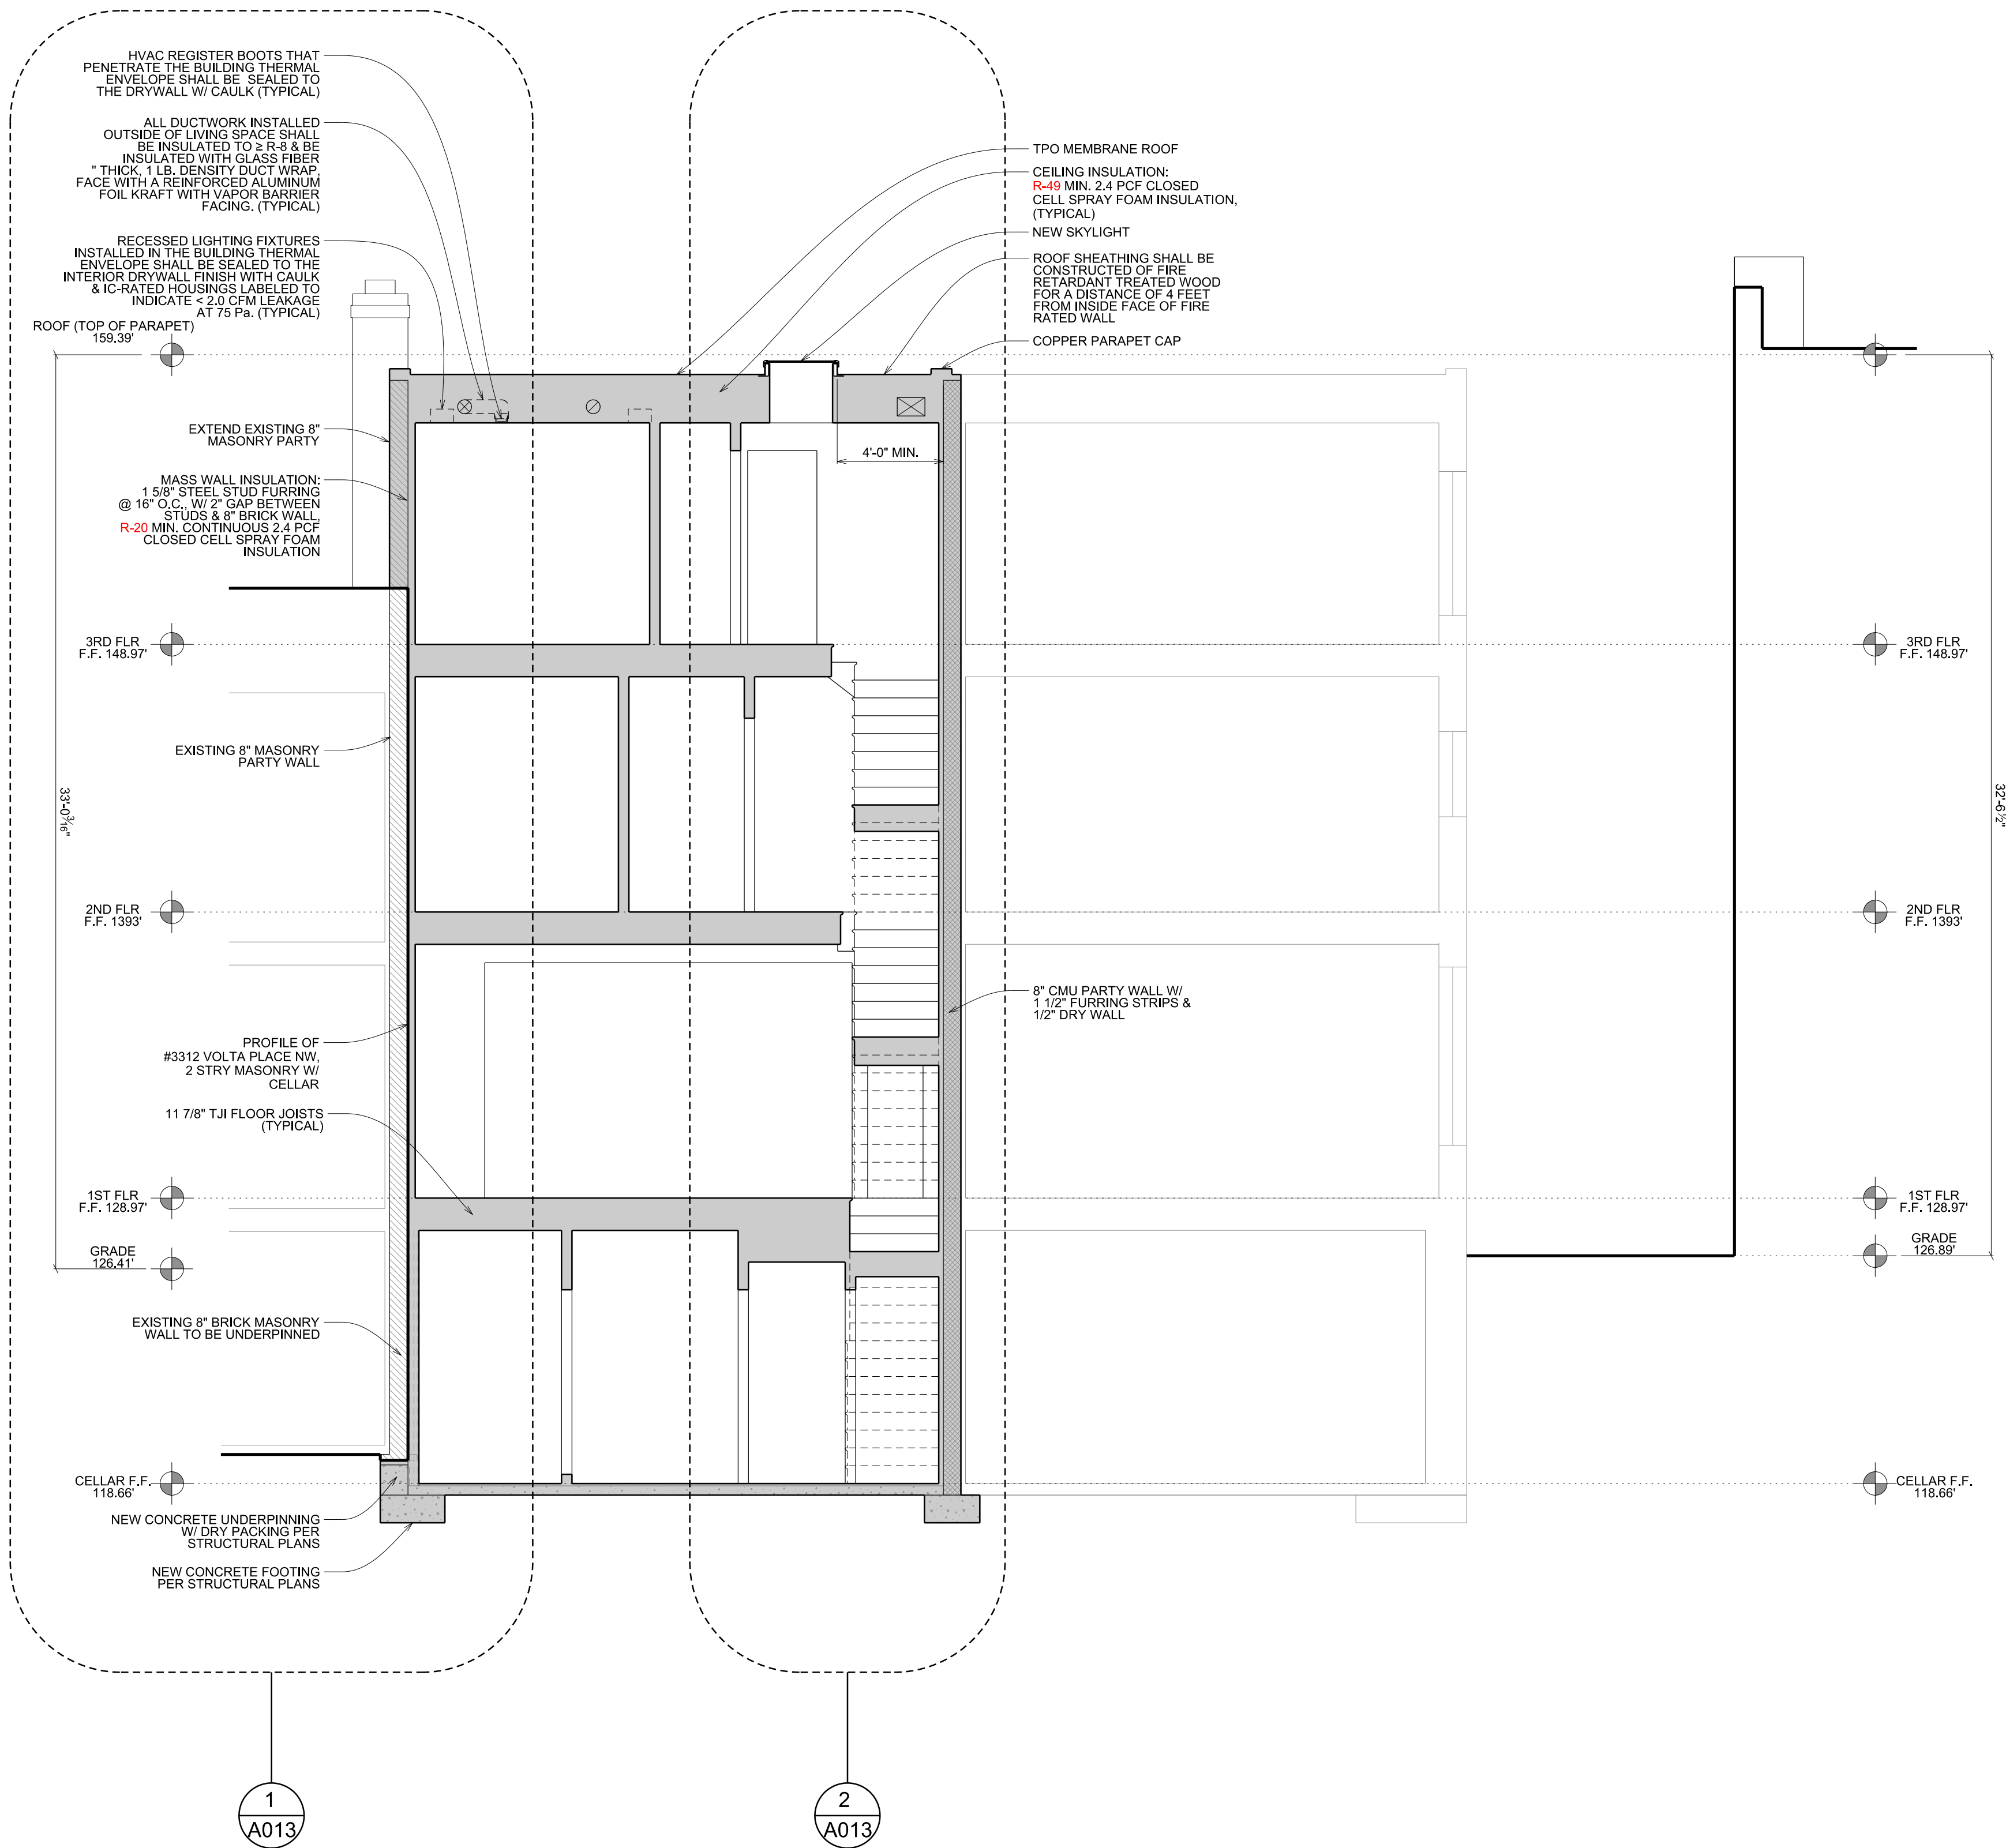 HVAC REGISTER BOOTS THAT
PENETRATE THE BUILDING THERMAL
ENVELOPE SHALL BE SEALED TO
THE DRYWALL W/ CAULK (TYPICAL)
ALL DUCTWORK INSTALLED
OUTSIDE OF LIVING SPACE SHALL
BE INSULATED TO ≥ R-8 & BE
INSULATED WITH GLASS FIBER
" THICK, 1 LB. DENSITY DUCT WRAP,
FACE WITH A REINFORCED ALUMINUM
FOIL KRAFT WITH VAPOR BARRIER
FACING. (TYPICAL)
RECESSED LIGHTING FIXTURES
INSTALLED IN THE BUILDING THERMAL
ENVELOPE SHALL BE SEALED TO THE
INTERIOR DRYWALL FINISH WITH CAULK
& IC-RATED HOUSINGS LABELED TO
INDICATE < 2.0 CFM LEAKAGE
AT 75 Pa. (TYPICAL)
ROOF (TOP OF PARAPET)
159.39'
EXTEND EXISTING 8"
MASONRY PARTY
MASS WALL INSULATION:
1 5/8" STEEL STUD FURRING
@ 16" O.C., W/ 2" GAP BETWEEN
STUDS & 8" BRICK WALL,
R-20 MIN. CONTINUOUS 2.4 PCF
CLOSED CELL SPRAY FOAM
INSULATION
3RD FLR
F.F. 148.97'
EXISTING 8" MASONRY
PARTY WALL
33'-0 3/16"
2ND FLR
F.F. 1393'
PROFILE OF
#3312 VOLTA PLACE NW,
2 STRY MASONRY W/
CELLAR
11 7/8" TJI FLOOR JOISTS
(TYPICAL)
1ST FLR
F.F. 128.97'
GRADE
126.41'
EXISTING 8" BRICK MASONRY
WALL TO BE UNDERPINNED
CELLAR F.F.
118.66'
NEW CONCRETE UNDERPINNING
W/ DRY PACKING PER
STRUCTURAL PLANS
NEW CONCRETE FOOTING
PER STRUCTURAL PLANS
TPO MEMBRANE ROOF
CEILING INSULATION:
R-49 MIN. 2.4 PCF CLOSED
CELL SPRAY FOAM INSULATION,
(TYPICAL)
NEW SKYLIGHT
ROOF SHEATHING SHALL BE
CONSTRUCTED OF FIRE
RETARDANT TREATED WOOD
FOR A DISTANCE OF 4 FEET
FROM INSIDE FACE OF FIRE
RATED WALL
COPPER PARAPET CAP
4'-0" MIN.
8" CMU PARTY WALL W/
1 1/2" FURRING STRIPS &
1/2" DRY WALL
3RD FLR
F.F. 148.97'
32'-6 1/2"
2ND FLR
F.F. 1393'
1ST FLR
F.F. 128.97'
GRADE
126.89'
CELLAR F.F.
118.66'
1
A013
2
A013